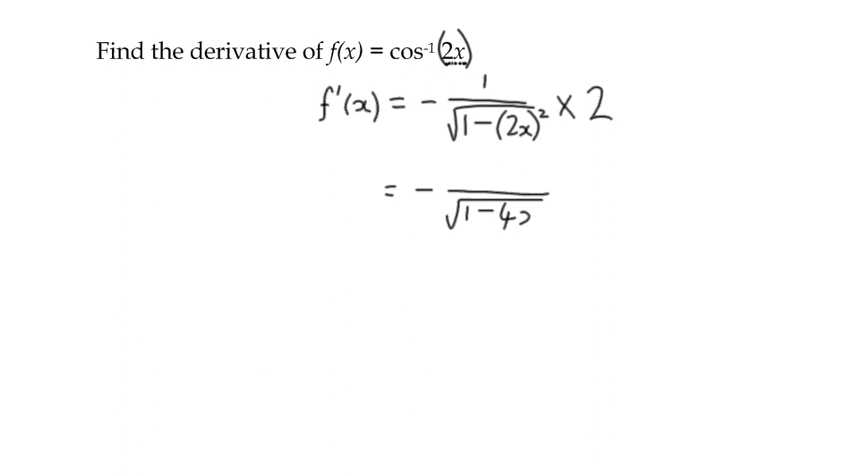 Find the derivative of f(x) = cos⁻¹(2x)
f'(x) = - 1/√(1-(2x)²) × 2
= - /√(1-4